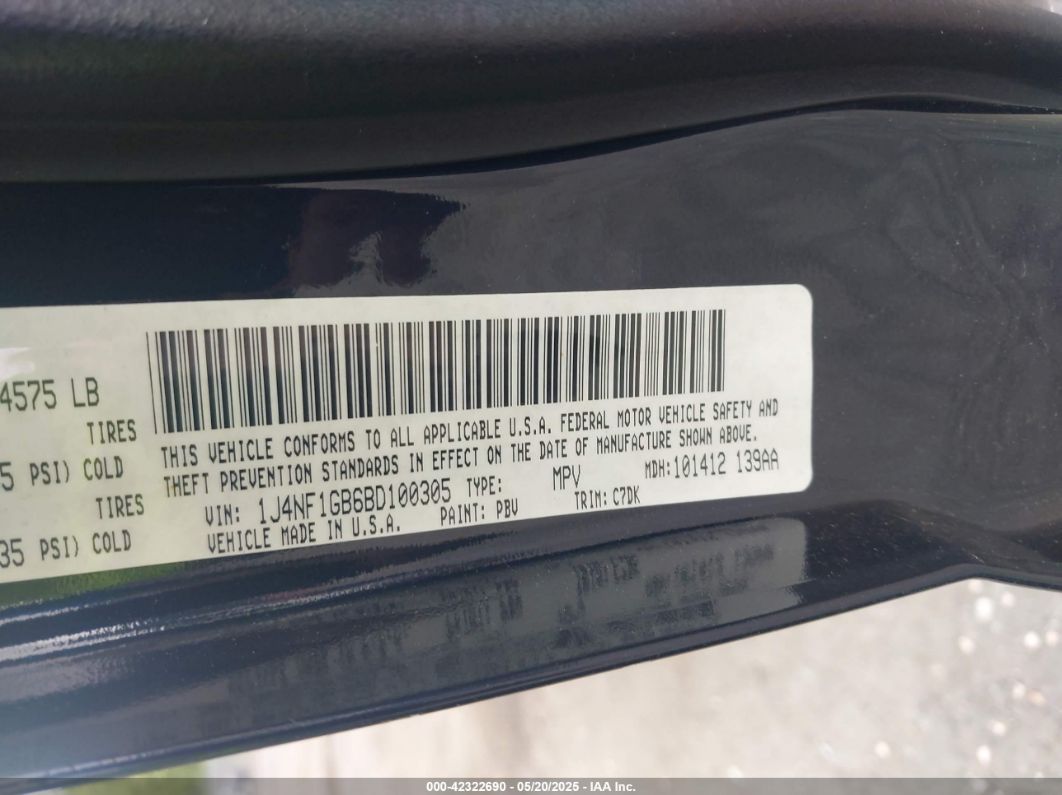 4575 LB
TIRES
5 PSI) COLD
TIRES
35 PSI) COLD
THIS VEHICLE CONFORMS TO ALL APPLICABLE U.S.A. FEDERAL MOTOR VEHICLE SAFETY AND
THEFT PREVENTION STANDARDS IN EFFECT ON THE DATE OF MANUFACTURE SHOWN ABOVE.
VIN: 1J4NF1GB6BD100305 TYPE: MPV MDH:101412 139AA
VEHICLE MADE IN U.S.A. PAINT: PBV TRIM: C7DK
000-42322690 - 05/20/2025 - IAA Inc.